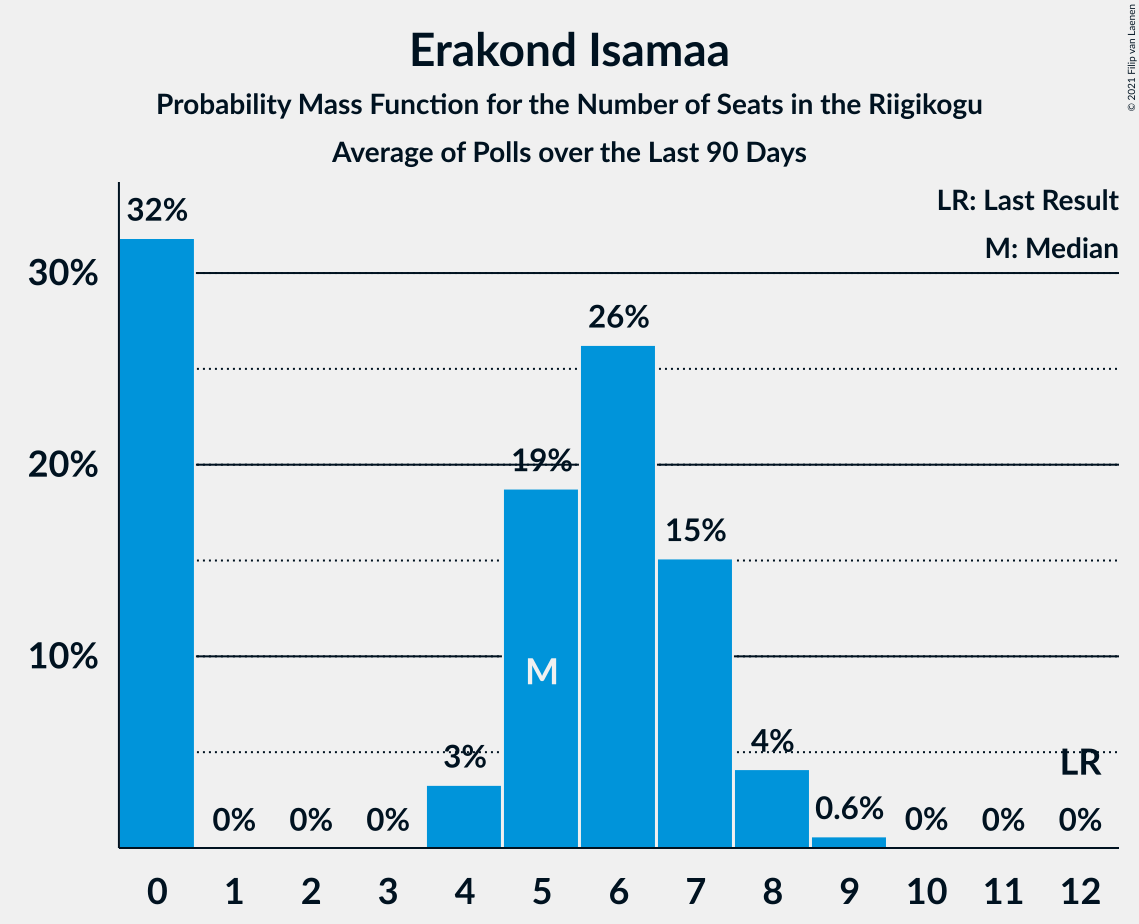 Erakond Isamaa
Probability Mass Function for the Number of Seats in the Riigikogu
Average of Polls over the Last 90 Days
© 2021 Filip van Laenen
LR: Last Result
M: Median
32%
30%
26%
20%
19%
15%
10%
M
3%
4%
LR
0%
0%
0%
0.6%
0%
0%
0%
0 1 2 3 4 5 6 7 8 9 10 11 12